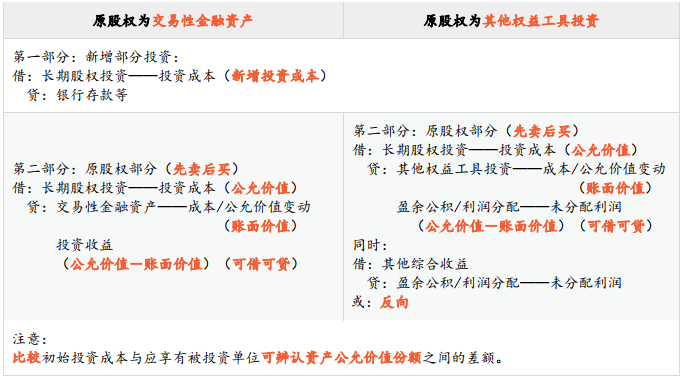 原股权为交易性金融资产
原股权为其他权益工具投资
第一部分：新增部分投资：
借：长期股权投资——投资成本（新增投资成本）
贷：银行存款等
第二部分：原股权部分（先卖后买）
借：长期股权投资——投资成本（公允价值）
贷：交易性金融资产——成本/公允价值变动
（账面价值）
投资收益
（公允价值－账面价值）（可借可贷）
第二部分：原股权部分（先卖后买）
借：长期股权投资——投资成本（公允价值）
贷：其他权益工具投资——成本/公允价值变动
（账面价值）
盈余公积/利润分配——未分配利润
（公允价值－账面价值）（可借可贷）
同时：
借：其他综合收益
贷：盈余公积/利润分配——未分配利润
或：反向
注意：
比较初始投资成本与应享有被投资单位可辨认资产公允价值份额之间的差额。